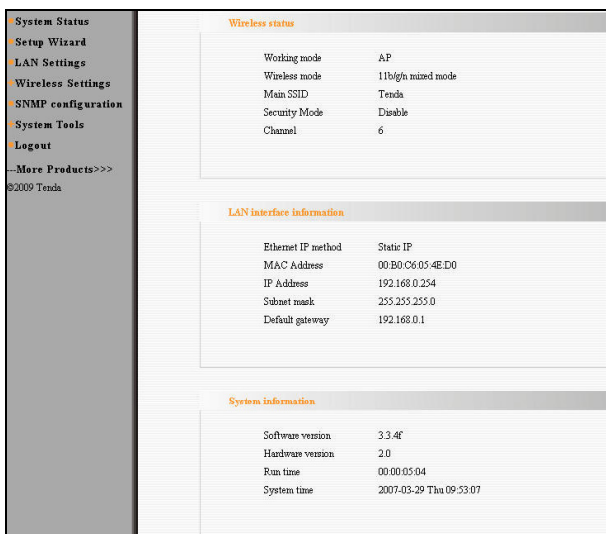 System Status
Setup Wizard
LAN Settings
Wireless Settings
SNMP configuration
System Tools
Logout
---More Products>>>
©2009 Tenda
Wireless status
Working mode AP
Wireless mode 11b/g/n mixed mode
Main SSID Tenda
Security Mode Disable
Channel 6
LAN interface information
Ethernet IP method Static IP
MAC Address 00:B0:C6:05:4E:D0
IP Address 192.168.0.254
Subnet mask 255.255.255.0
Default gateway 192.168.0.1
System information
Software version 3.3.4f
Hardware version 2.0
Run time 00:00:05:04
System time 2007-03-29 Thu 09:53:07